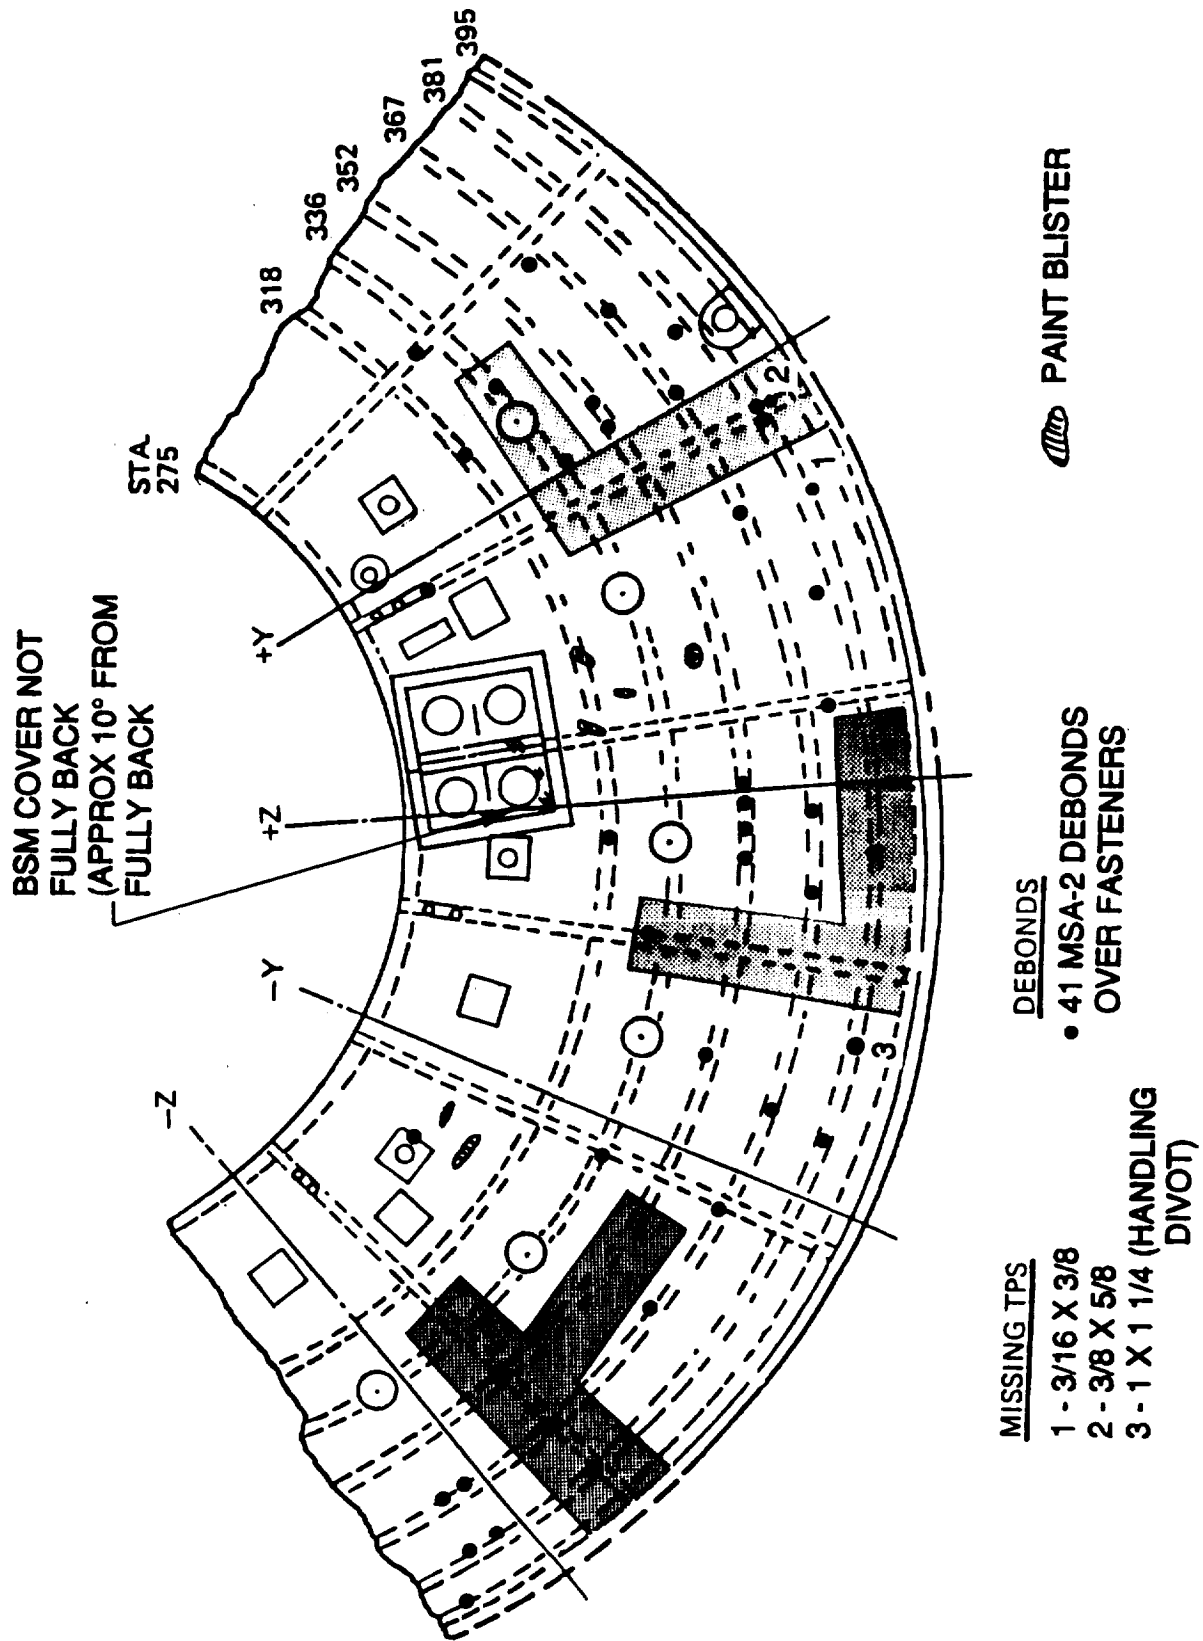 BSM COVER NOT
FULLY BACK
(APPROX 10° FROM
FULLY BACK
STA.
275
318
336
352
367
381
395
-Z
-Y
+Z
+Y
1
2
3
MISSING TPS
1 - 3/16 X 3/8
2 - 3/8 X 5/8
3 - 1 X 1 1/4 (HANDLING
DIVOT)
DEBONDS
• 41 MSA-2 DEBONDS
OVER FASTENERS
PAINT BLISTER